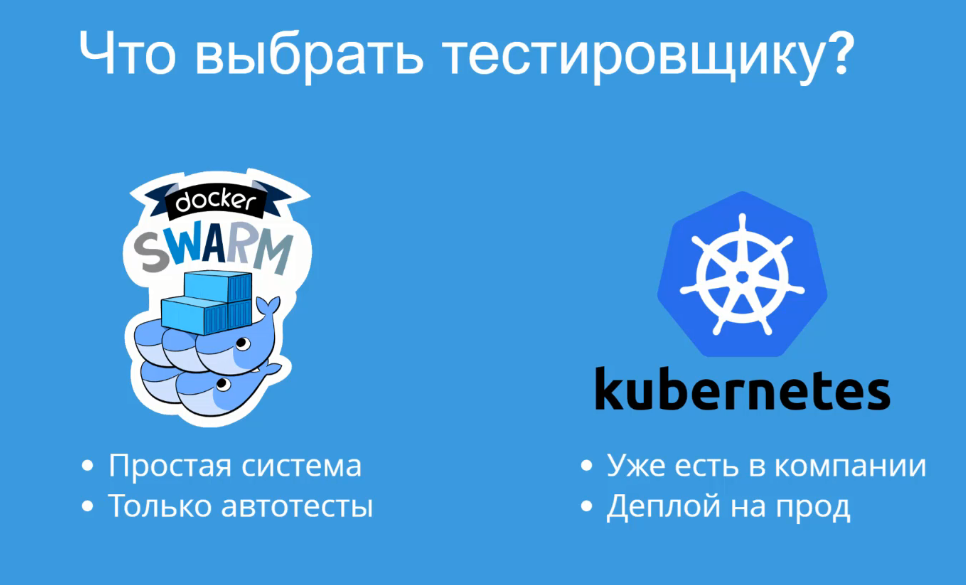 Что выбрать тестировщику?
docker
SWARM
kubernetes
• Простая система
• Только автотесты
• Уже есть в компании
• Деплой на прод